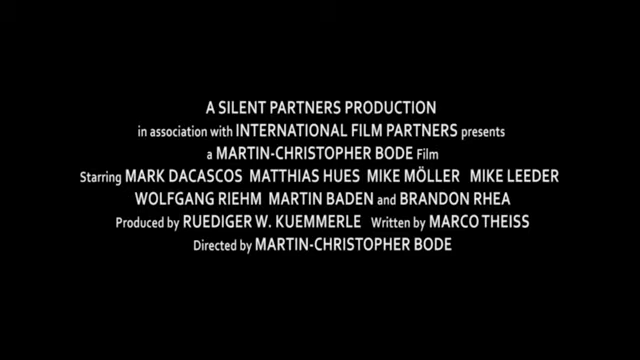 A SILENT PARTNERS PRODUCTION
in association with INTERNATIONAL FILM PARTNERS presents
a MARTIN-CHRISTOPHER BODE Film
Starring MARK DACASCOS MATTHIAS HUES MIKE MÖLLER MIKE LEEDER
WOLFGANG RIEHM MARTIN BADEN and BRANDON RHEA
Produced by RUEDIGER W. KUEMMERLE Written by MARCO THEISS
Directed by MARTIN-CHRISTOPHER BODE